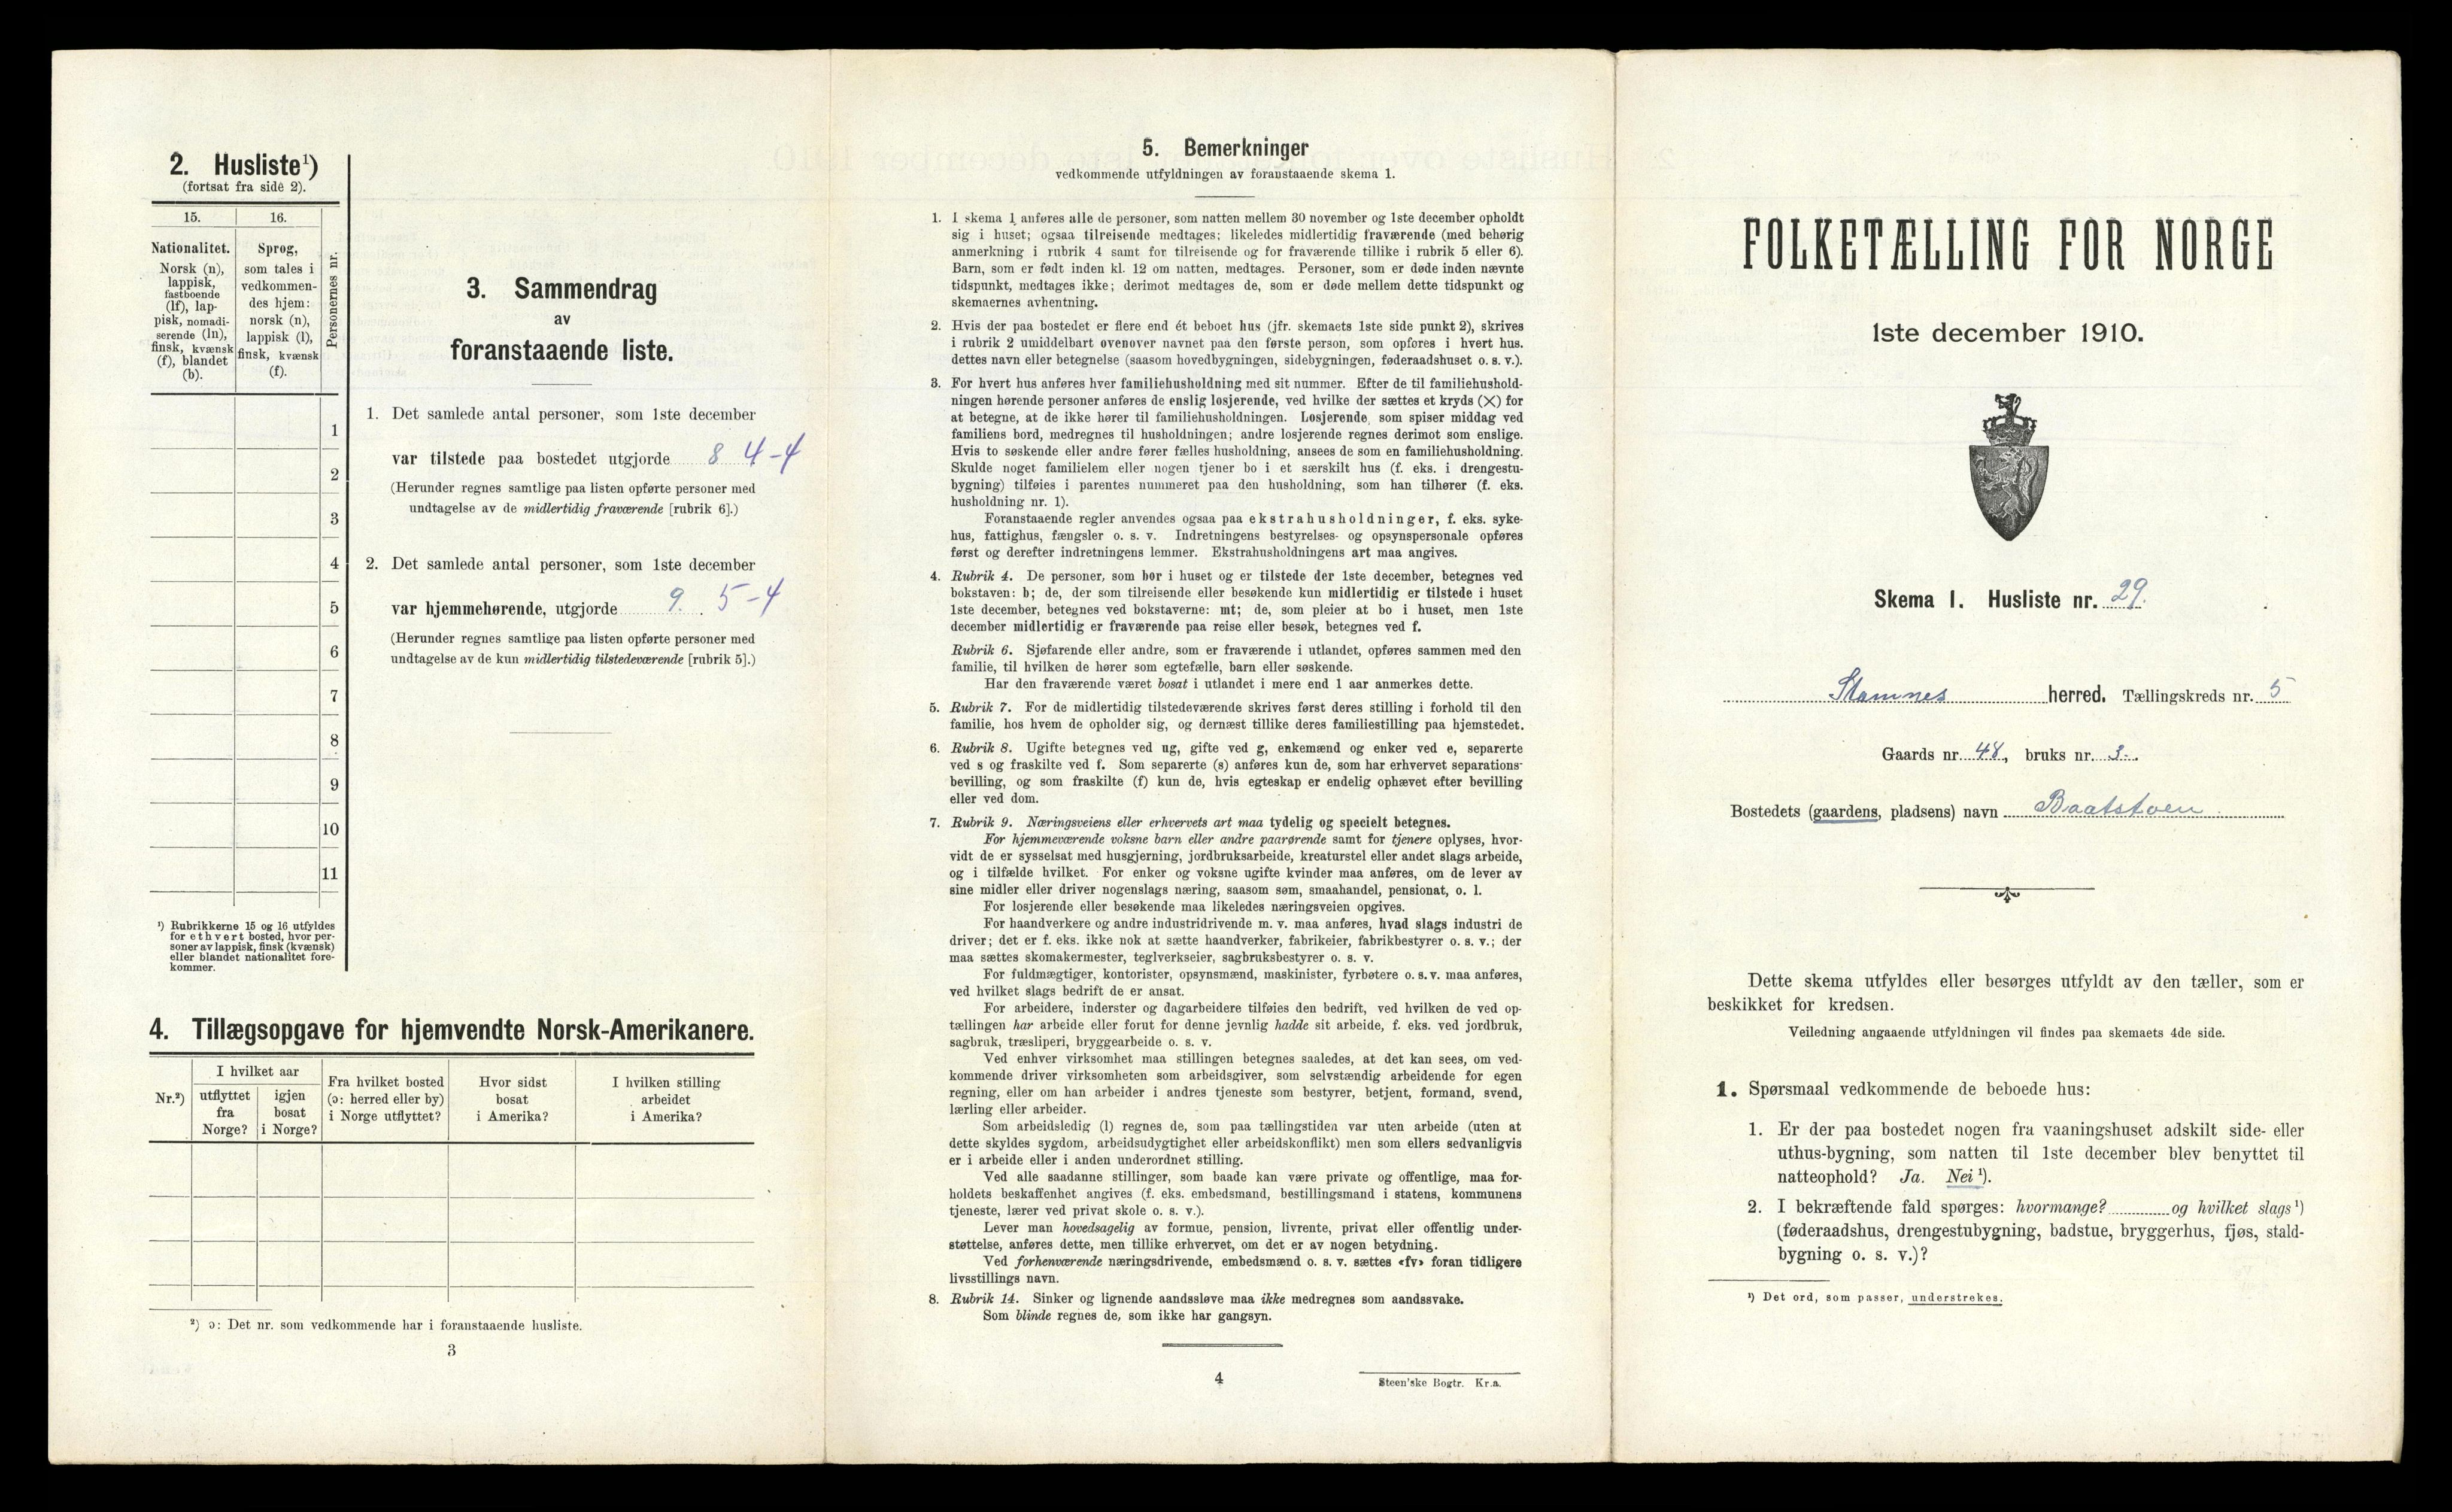 2. Husliste¹)
(fortsat fra side 2).
15. 16.
Nationalitet.
Norsk (n),
lappisk,
fastboende
(lf), lap-
pisk, nomadi-
serende (ln),
finsk, kvænsk
(f), blandet
(b).
Sprog,
som tales i
vedkommen-
des hjem:
norsk (n),
lappisk (l),
finsk, kvænsk
(f).
Personernes nr.
1
2
3
4
5
6
7
8
9
10
11
¹) Rubrikkerne 15 og 16 utfyldes
for ethvert bosted, hvor per-
soner av lappisk, finsk (kvænsk)
eller blandet nationalitet fore-
kommer.
3. Sammendrag
av
foranstaaende liste.
1. Det samlede antal personer, som 1ste december
var tilstede paa bostedet utgjorde 8 4-4
(Herunder regnes samtlige paa listen opførte personer med
undtagelse av de midlertidig fraværende [rubrik 6].)
2. Det samlede antal personer, som 1ste december
var hjemmehørende, utgjorde 9. 5-4
(Herunder regnes samtlige paa listen opførte personer med
undtagelse av de kun midlertidig tilstedeværende [rubrik 5].)
4. Tillægsopgave for hjemvendte Norsk-Amerikanere.
Nr.²)
I hvilket aar
utflyttet
fra
Norge?
igjen
bosat
i Norge?
Fra hvilket bosted
(ɔ: herred eller by)
i Norge utflyttet?
Hvor sidst
bosat
i Amerika?
I hvilken stilling
arbeidet
i Amerika?
²) ɔ: Det nr. som vedkommende har i foranstaaende husliste.
3
5. Bemerkninger
vedkommende utfyldningen av foranstaaende skema 1.
1. I skema 1 anføres alle de personer, som natten mellem 30 november og 1ste december opholdt
sig i huset; ogsaa tilreisende medtages; likeledes midlertidig fraværende (med behørig
anmerkning i rubrik 4 samt for tilreisende og for fraværende tillike i rubrik 5 eller 6).
Barn, som er født inden kl. 12 om natten, medtages. Personer, som er døde inden nævnte
tidspunkt, medtages ikke; derimot medtages de, som er døde mellem dette tidspunkt og
skemaernes avhentning.
2. Hvis der paa bostedet er flere end ét beboet hus (jfr. skemaets 1ste side punkt 2), skrives
i rubrik 2 umiddelbart ovenover navnet paa den første person, som opføres i hvert hus.
dettes navn eller betegnelse (saasom hovedbygningen, sidebygningen, føderaadshuset o. s. v.).
3. For hvert hus anføres hver familiehusholdning med sit nummer. Efter de til familiehushold-
ningen hørende personer anføres de enslig losjerende, ved hvilke der sættes et kryds (×) for
at betegne, at de ikke hører til familiehusholdningen. Losjerende, som spiser middag ved
familiens bord, medregnes til husholdningen; andre losjerende regnes derimot som enslige.
Hvis to søskende eller andre fører fælles husholdning, ansees de som en familiehusholdning.
Skulde noget familielem eller nogen tjener bo i et særskilt hus (f. eks. i drengestu-
bygning) tilføies i parentes nummeret paa den husholdning, som han tilhører (f. eks.
husholdning nr. 1).
Foranstaaende regler anvendes ogsaa paa ekstrahusholdninger, f. eks. syke-
hus, fattighus, fængsler o. s. v. Indretningens bestyrelses- og opsynspersonale opføres
først og derefter indretningens lemmer. Ekstrahusholdningens art maa angives.
4. Rubrik 4. De personer, som bor i huset og er tilstede der 1ste december, betegnes ved
bokstaven: b; de, der som tilreisende eller besøkende kun midlertidig er tilstede i huset
1ste december, betegnes ved bokstaverne: mt; de, som pleier at bo i huset, men 1ste
december midlertidig er fraværende paa reise eller besøk, betegnes ved f.
Rubrik 6. Sjøfarende eller andre, som er fraværende i utlandet, opføres sammen med den
familie, til hvilken de hører som egtefælle, barn eller søskende.
Har den fraværende været bosat i utlandet i mere end 1 aar anmerkes dette.
5. Rubrik 7. For de midlertidig tilstedeværende skrives først deres stilling i forhold til den
familie, hos hvem de opholder sig, og dernæst tillike deres familiestilling paa hjemstedet.
6. Rubrik 8. Ugifte betegnes ved ug, gifte ved g, enkemænd og enker ved e, separerte
ved s og fraskilte ved f. Som separerte (s) anføres kun de, som har erhvervet separations-
bevilling, og som fraskilte (f) kun de, hvis egteskap er endelig ophævet efter bevilling
eller ved dom.
7. Rubrik 9. Næringsveiens eller erhvervets art maa tydelig og specielt betegnes.
For hjemmeværende voksne barn eller andre paarørende samt for tjenere oplyses, hvor-
vidt de er sysselsat med husgjerning, jordbruksarbeide, kreaturstel eller andet slags arbeide,
og i tilfælde hvilket. For enker og voksne ugifte kvinder maa anføres, om de lever av
sine midler eller driver nogenslags næring, saasom søm, smaahandel, pensionat, o. l.
For losjerende eller besøkende maa likeledes næringsveien opgives.
For haandverkere og andre industridrivende m. v. maa anføres, hvad slags industri de
driver; det er f. eks. ikke nok at sætte haandverker, fabrikeier, fabrikbestyrer o. s. v.; der
maa sættes skomakermester, teglverkseier, sagbruksbestyrer o. s. v.
For fuldmægtiger, kontorister, opsynsmænd, maskinister, fyrbøtere o. s. v. maa anføres,
ved hvilket slags bedrift de er ansat.
For arbeidere, inderster og dagarbeidere tilføies den bedrift, ved hvilken de ved op-
tællingen har arbeide eller forut for denne jevnlig hadde sit arbeide, f. eks. ved jordbruk,
sagbruk, træsliperi, bryggearbeide o. s. v.
Ved enhver virksomhet maa stillingen betegnes saaledes, at det kan sees, om ved-
kommende driver virksomheten som arbeidsgiver, som selvstændig arbeidende for egen
regning, eller om han arbeider i andres tjeneste som bestyrer, betjent, formand, svend,
lærling eller arbeider.
Som arbeidsledig (l) regnes de, som paa tællingstiden var uten arbeide (uten at
dette skyldes sygdom, arbeidsudygtighet eller arbeidskonflikt) men som ellers sedvanligvis
er i arbeide eller i anden underordnet stilling.
Ved alle saadanne stillinger, som baade kan være private og offentlige, maa for-
holdets beskaffenhet angives (f. eks. embedsmand, bestillingsmand i statens, kommunens
tjeneste, lærer ved privat skole o. s. v.).
Lever man hovedsagelig av formue, pension, livrente, privat eller offentlig under-
støttelse, anføres dette, men tillike erhvervet, om det er av nogen betydning.
Ved forhenværende næringsdrivende, embedsmænd o. s. v. sættes «fv» foran tidligere
livsstillings navn.
8. Rubrik 14. Sinker og lignende aandssløve maa ikke medregnes som aandssvake.
Som blinde regnes de, som ikke har gangsyn.
4
Steen'ske Bogtr. Kr.a.
FOLKETÆLLING FOR NORGE
1ste december 1910.
Skema 1. Husliste nr. 29.
Stamnes herred. Tællingskreds nr. 5
Gaards nr. 48, bruks nr. 3.
Bostedets (gaardens, pladsens) navn Baatstøen
Dette skema utfyldes eller besørges utfyldt av den tæller, som er
beskikket for kredsen.
Veiledning angaaende utfyldningen vil findes paa skemaets 4de side.
1. Spørsmaal vedkommende de beboede hus:
1. Er der paa bostedet nogen fra vaaningshuset adskilt side- eller
uthus-bygning, som natten til 1ste december blev benyttet til
natteophold? Ja. Nei¹).
2. I bekræftende fald spørges: hvormange? og hvilket slags¹)
(føderaadshus, drengestubygning, badstue, bryggerhus, fjøs, stald-
bygning o. s. v.)?
¹) Det ord, som passer, understrekes.